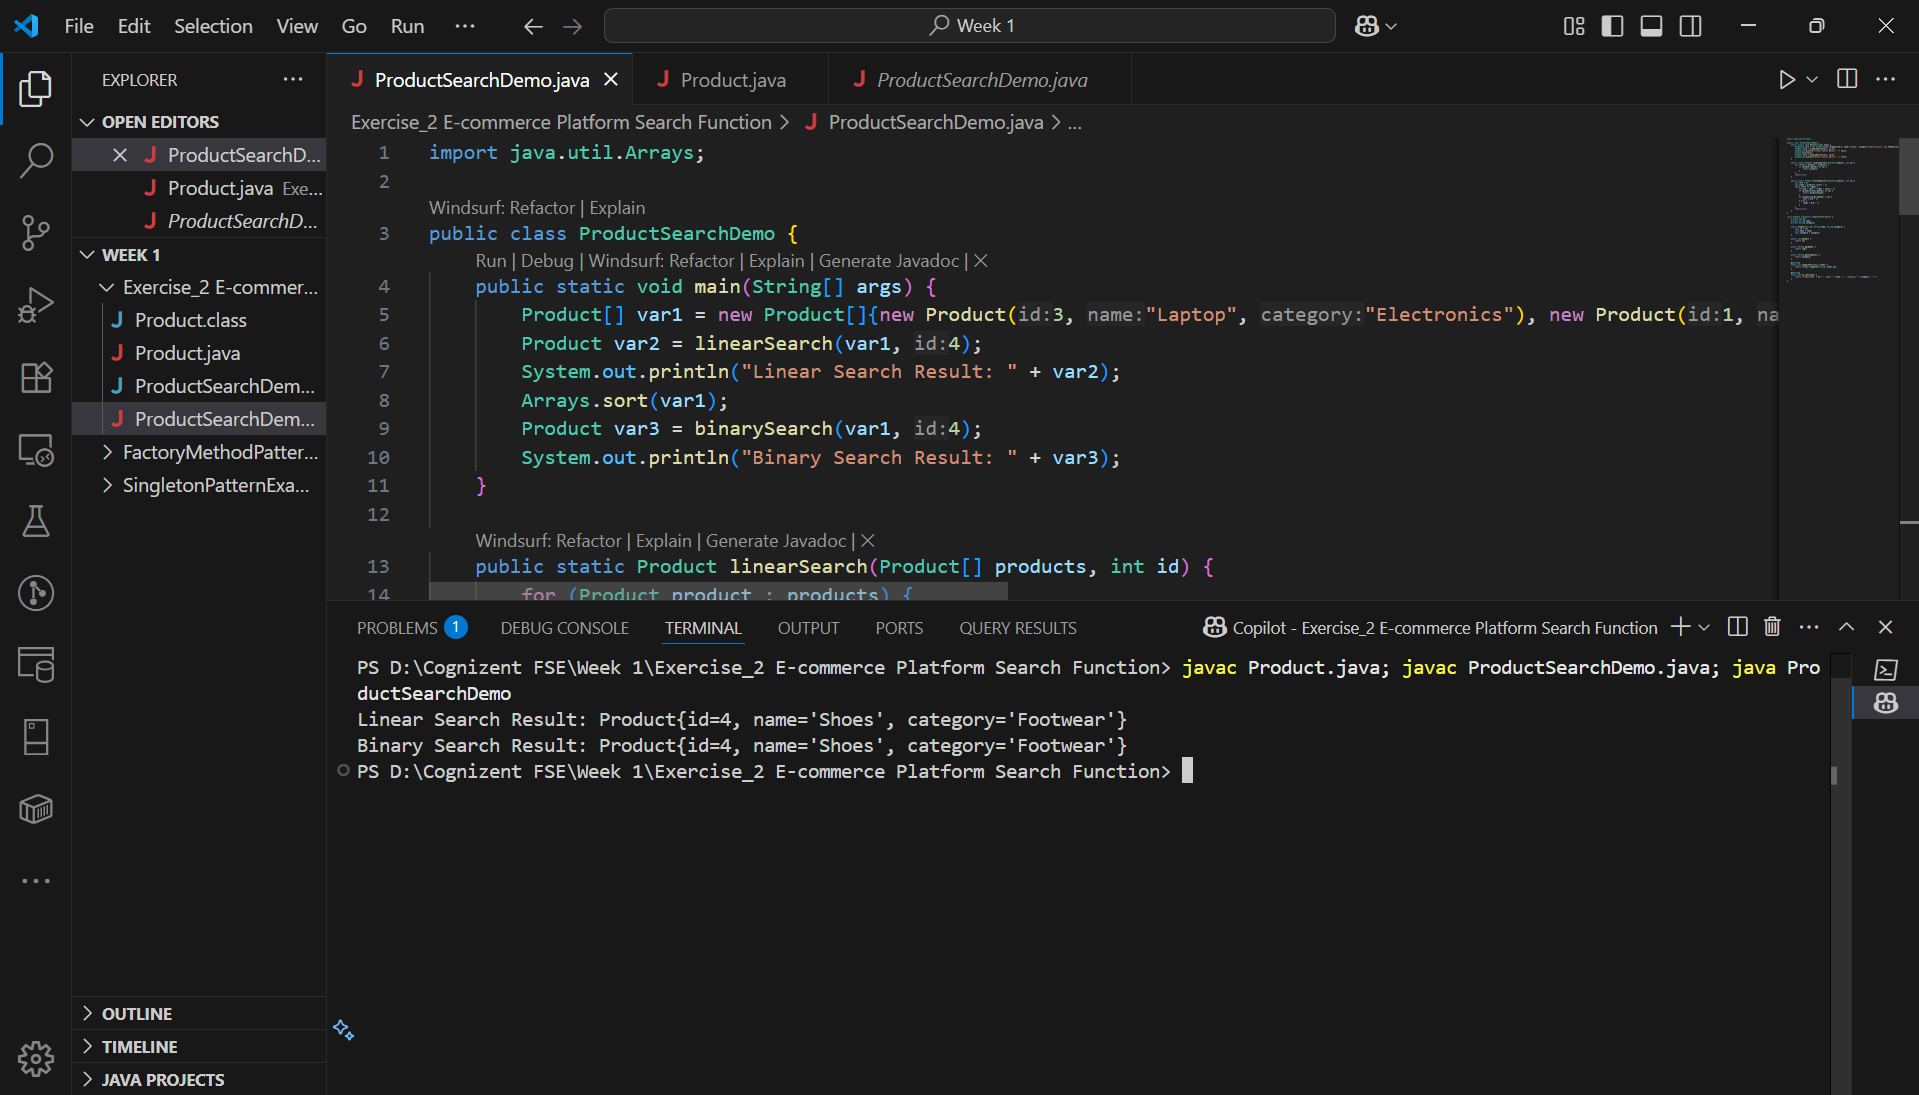 File Edit Selection View Go Run
Week 1
EXPLORER
OPEN EDITORS
ProductSearchD...
Product.java Exe...
ProductSearchD...
WEEK 1
Exercise_2 E-commer...
Product.class
Product.java
ProductSearchDem...
ProductSearchDem...
FactoryMethodPatter...
SingletonPatternExa...
OUTLINE
TIMELINE
JAVA PROJECTS
ProductSearchDemo.java Product.java ProductSearchDemo.java
Exercise_2 E-commerce Platform Search Function > ProductSearchDemo.java > ...
1 import java.util.Arrays;
2
Windsurf: Refactor | Explain
3 public class ProductSearchDemo {
Run | Debug | Windsurf: Refactor | Explain | Generate Javadoc | X
4 public static void main(String[] args) {
5 Product[] var1 = new Product[]{new Product(id:3, name:"Laptop", category:"Electronics"), new Product(id:1, na
6 Product var2 = linearSearch(var1, id:4);
7 System.out.println("Linear Search Result: " + var2);
8 Arrays.sort(var1);
9 Product var3 = binarySearch(var1, id:4);
10 System.out.println("Binary Search Result: " + var3);
11 }
12
Windsurf: Refactor | Explain | Generate Javadoc | X
13 public static Product linearSearch(Product[] products, int id) {
14 for (Product product : products) {
PROBLEMS 1 DEBUG CONSOLE TERMINAL OUTPUT PORTS QUERY RESULTS
Copilot - Exercise_2 E-commerce Platform Search Function
PS D:\Cognizent FSE\Week 1\Exercise_2 E-commerce Platform Search Function> javac Product.java; javac ProductSearchDemo.java; java Pro
ductSearchDemo
Linear Search Result: Product{id=4, name='Shoes', category='Footwear'}
Binary Search Result: Product{id=4, name='Shoes', category='Footwear'}
PS D:\Cognizent FSE\Week 1\Exercise_2 E-commerce Platform Search Function>